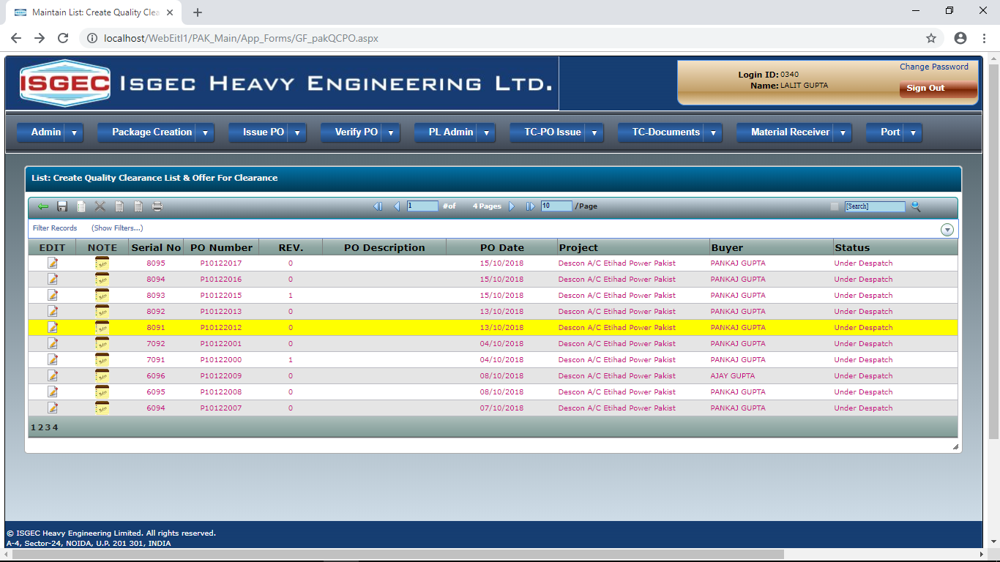 Maintain List: Create Quality Clea
localhost/WebEitl1/PAK_Main/App_Forms/GF_pakQCPO.aspx
ISGEC ISGEC HEAVY ENGINEERING LTD.
Change Password
Login ID: 0340
Name: LALIT GUPTA
Sign Out
Admin Package Creation Issue PO Verify PO PL Admin TC-PO Issue TC-Documents Material Receiver Port
List: Create Quality Clearance List & Offer For Clearance
1 #of 4 Pages 10 /Page [Search]
Filter Records (Show Filters...)
EDIT NOTE Serial No PO Number REV. PO Description PO Date Project Buyer Status
8095 P10122017 0 15/10/2018 Descon A/C Etihad Power Pakist PANKAJ GUPTA Under Despatch
8094 P10122016 0 15/10/2018 Descon A/C Etihad Power Pakist PANKAJ GUPTA Under Despatch
8093 P10122015 1 15/10/2018 Descon A/C Etihad Power Pakist PANKAJ GUPTA Under Despatch
8092 P10122013 0 13/10/2018 Descon A/C Etihad Power Pakist PANKAJ GUPTA Under Despatch
8091 P10122012 0 13/10/2018 Descon A/C Etihad Power Pakist PANKAJ GUPTA Under Despatch
7092 P10122001 0 04/10/2018 Descon A/C Etihad Power Pakist PANKAJ GUPTA Under Despatch
7091 P10122000 1 04/10/2018 Descon A/C Etihad Power Pakist PANKAJ GUPTA Under Despatch
6096 P10122009 0 08/10/2018 Descon A/C Etihad Power Pakist AJAY GUPTA Under Despatch
6095 P10122008 0 08/10/2018 Descon A/C Etihad Power Pakist PANKAJ GUPTA Under Despatch
6094 P10122007 0 07/10/2018 Descon A/C Etihad Power Pakist PANKAJ GUPTA Under Despatch
1 2 3 4
© ISGEC Heavy Engineering Limited. All rights reserved.
A-4, Sector-24, NOIDA, U.P. 201 301, INDIA